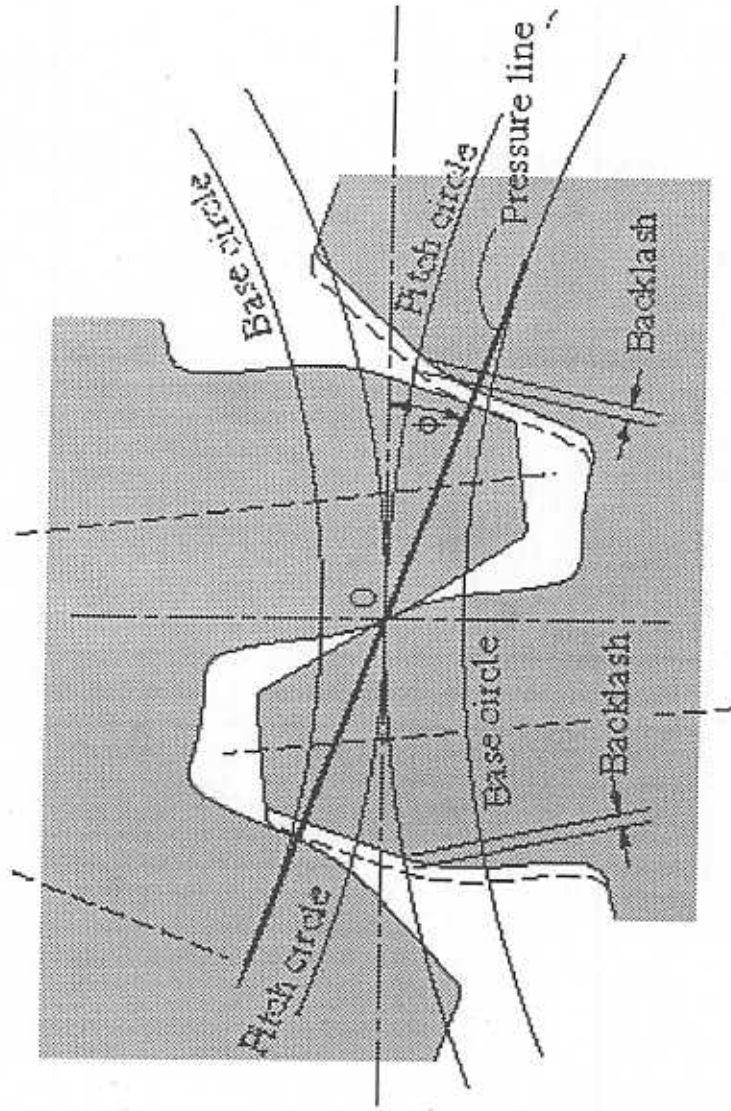 Base circle
Pitch circle
Pressure line
Backlash
Φ
O
Base circle
Backlash
Pitch circle